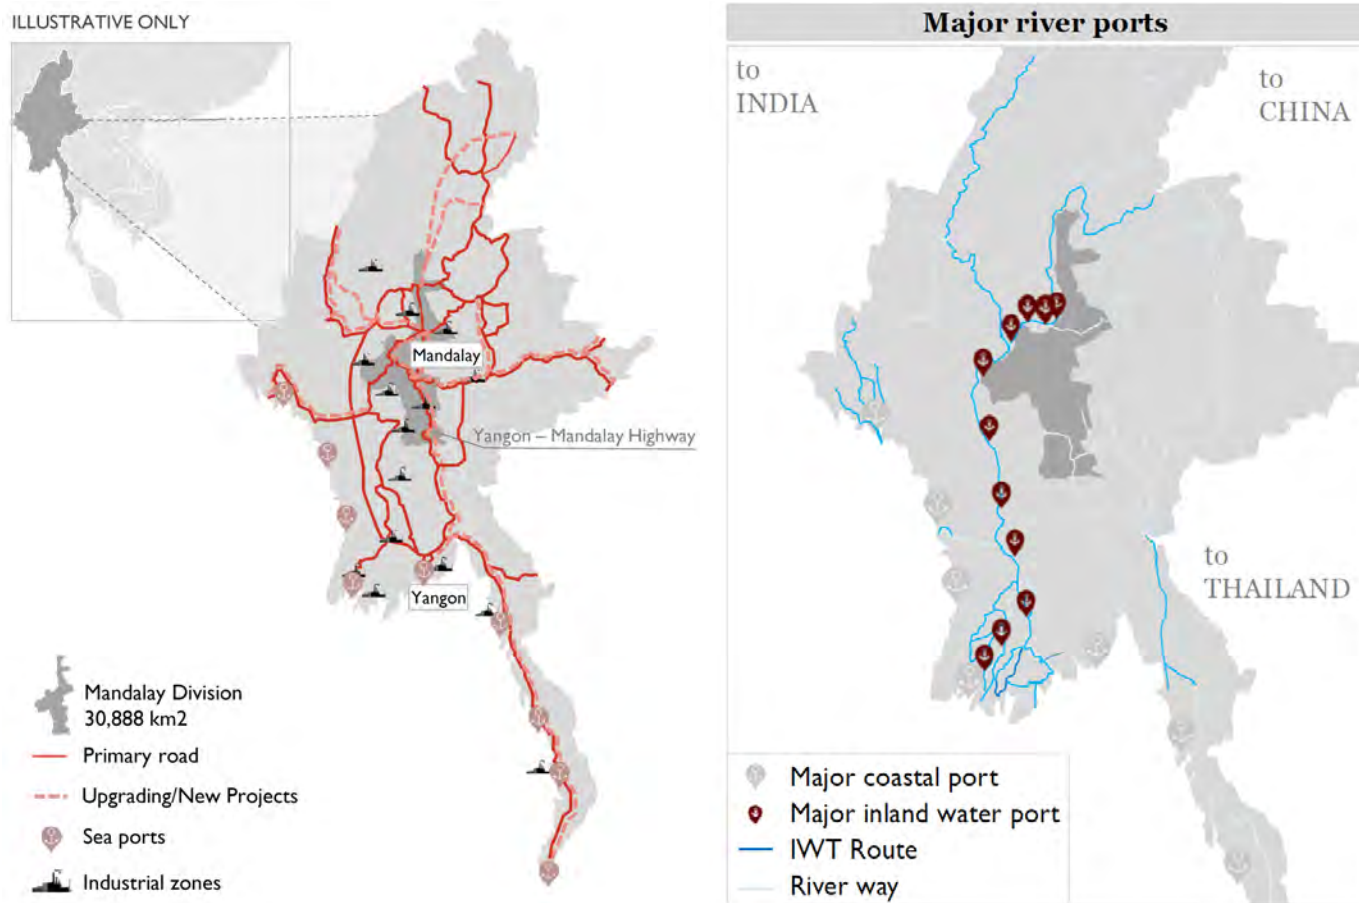 ILLUSTRATIVE ONLY
Mandalay
Yangon – Mandalay Highway
Yangon
Mandalay Division
30,888 km2
Primary road
Upgrading/New Projects
Sea ports
Industrial zones
Major river ports
to
INDIA
to
CHINA
to
THAILAND
Major coastal port
Major inland water port
IWT Route
River way